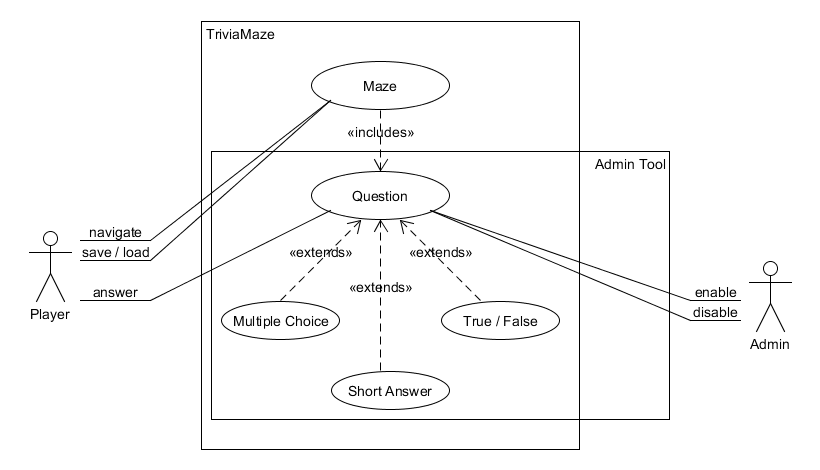 TriviaMaze
Maze
«includes»
Admin Tool
Question
navigate
save / load
answer
Player
«extends»
«extends»
«extends»
enable
disable
Admin
Multiple Choice
True / False
Short Answer